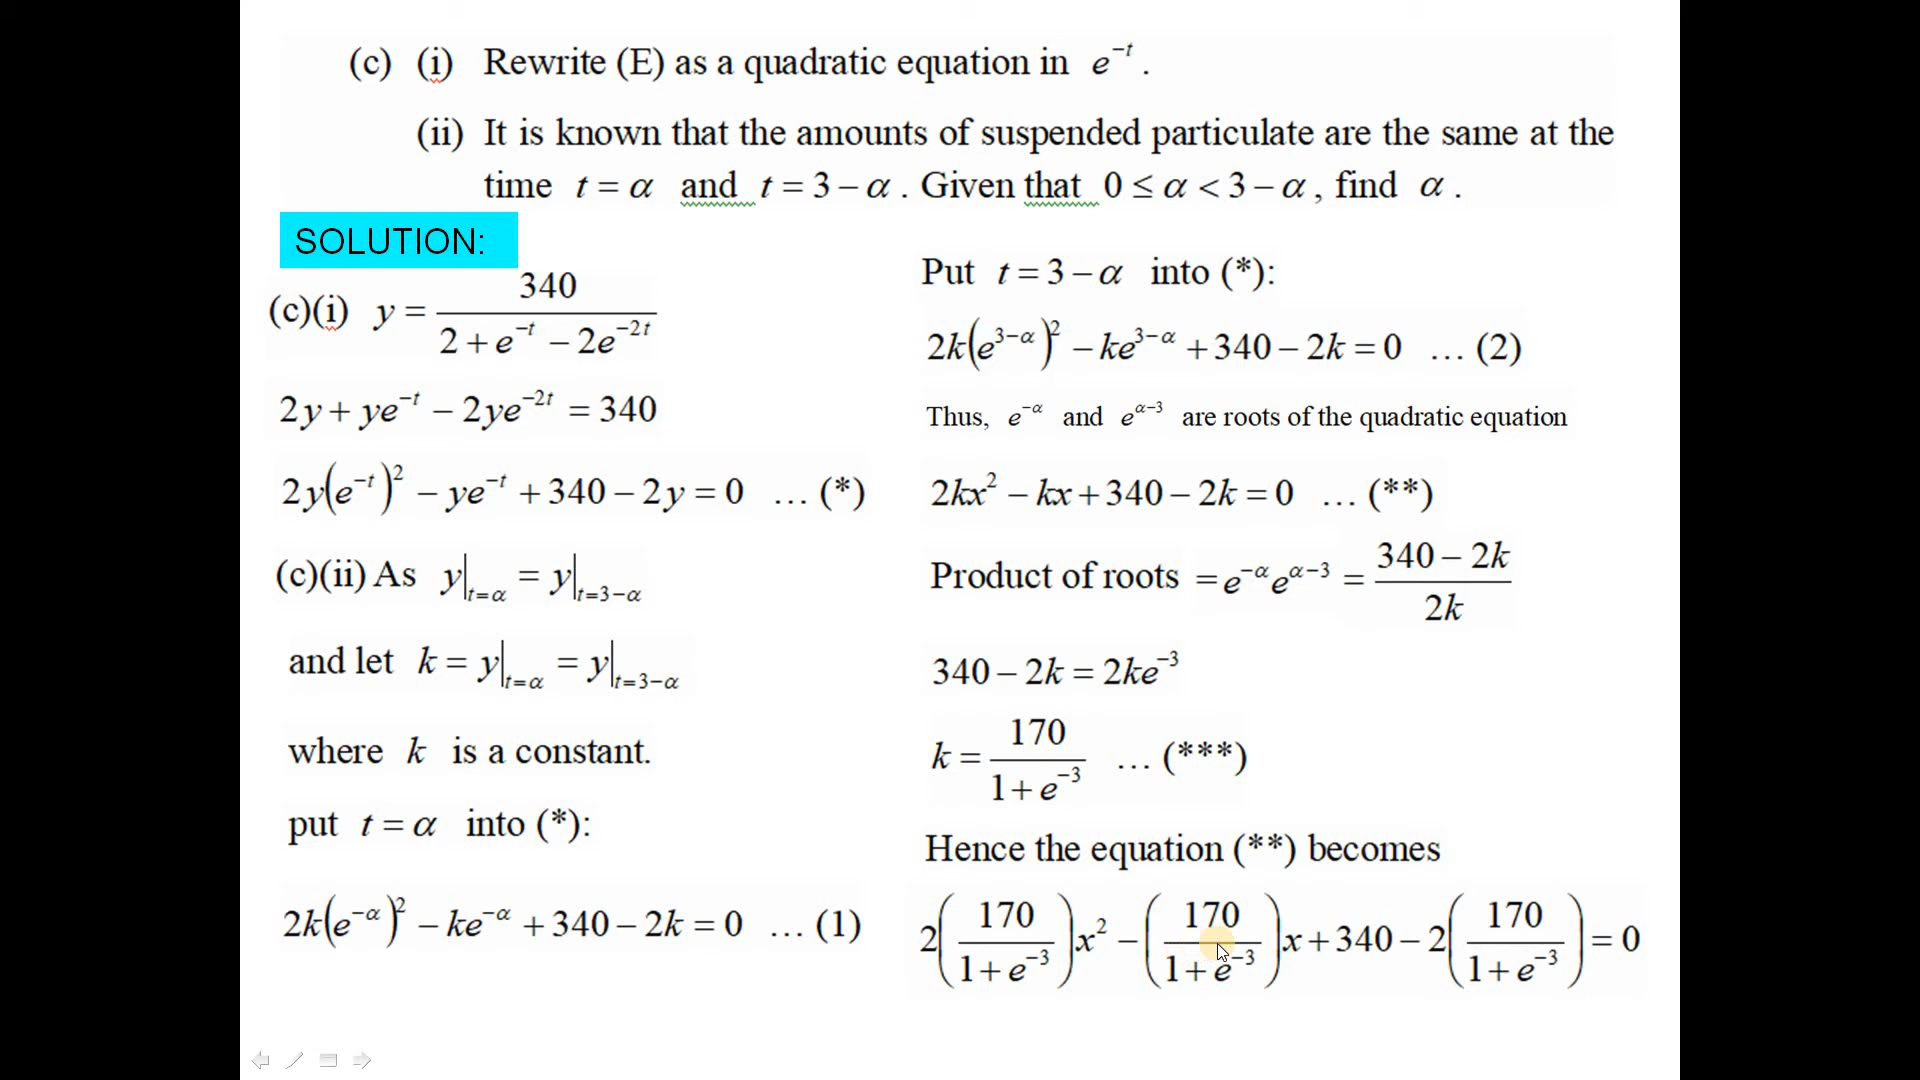 (c) (i) Rewrite (E) as a quadratic equation in e^{-t}.
(ii) It is known that the amounts of suspended particulate are the same at the
time t = α and t = 3 − α. Given that 0 ≤ α < 3 − α, find α.
SOLUTION:
(c)(i) y = 340 / (2 + e^{-t} − 2e^{-2t})
2y + ye^{-t} − 2ye^{-2t} = 340
2y(e^{-t})^2 − ye^{-t} + 340 − 2y = 0 … (*)
(c)(ii) As y|_{t=α} = y|_{t=3−α}
and let k = y|_{t=α} = y|_{t=3−α}
where k is a constant.
put t = α into (*):
2k(e^{-α})^2 − ke^{-α} + 340 − 2k = 0 … (1)
Put t = 3 − α into (*):
2k(e^{3−α})^2 − ke^{3−α} + 340 − 2k = 0 … (2)
Thus, e^{-α} and e^{α−3} are roots of the quadratic equation
2kx^2 − kx + 340 − 2k = 0 … (**)
Product of roots = e^{-α}e^{α−3} = (340 − 2k) / 2k
340 − 2k = 2ke^{-3}
k = 170 / (1 + e^{-3}) … (***)
Hence the equation (**) becomes
2(170 / (1 + e^{-3}))x^2 − (170 / (1 + e^{-3}))x + 340 − 2(170 / (1 + e^{-3})) = 0